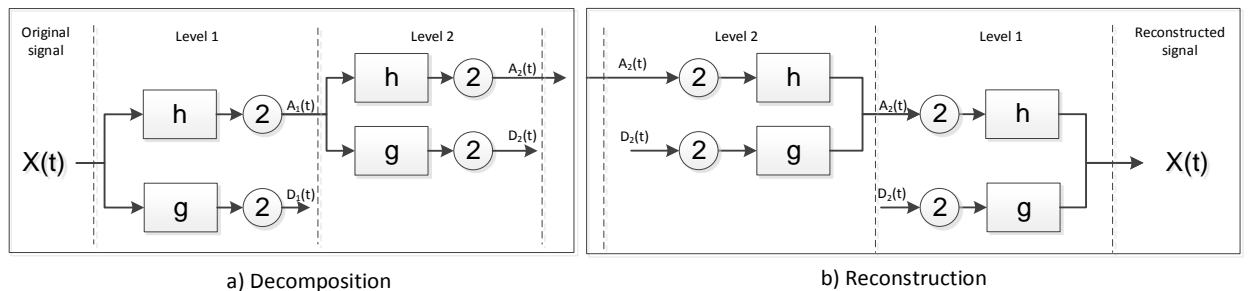 Original
signal
Level 1
Level 2
X(t)
h
2
A₁(t)
g
2
D₁(t)
h
2
A₂(t)
g
2
D₂(t)
a) Decomposition
Level 2
Level 1
Reconstructed
signal
A₂(t)
2
h
D₂(t)
2
g
A₂(t)
2
h
D₂(t)
2
g
X(t)
b) Reconstruction